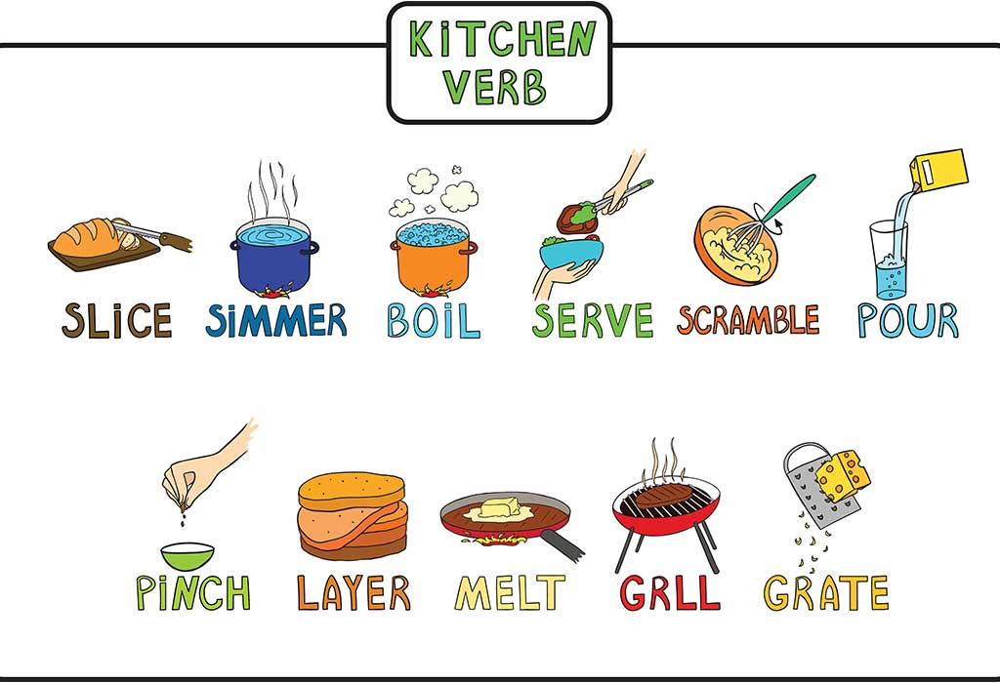 KiTCHEN
VERB
SLiCE SiMMER BOiL SERVE SCRAMBLE POUR
PiNCH LAYER MELT GRLL GRATE